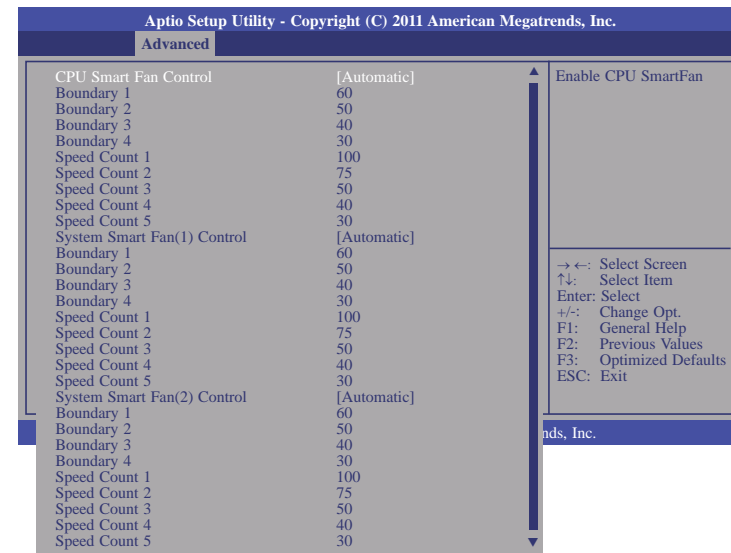 Aptio Setup Utility - Copyright (C) 2011 American Megatrends, Inc.
Advanced
CPU Smart Fan Control [Automatic]
Boundary 1 60
Boundary 2 50
Boundary 3 40
Boundary 4 30
Speed Count 1 100
Speed Count 2 75
Speed Count 3 50
Speed Count 4 40
Speed Count 5 30
System Smart Fan(1) Control [Automatic]
Boundary 1 60
Boundary 2 50
Boundary 3 40
Boundary 4 30
Speed Count 1 100
Speed Count 2 75
Speed Count 3 50
Speed Count 4 40
Speed Count 5 30
System Smart Fan(2) Control [Automatic]
Boundary 1 60
Boundary 2 50
Boundary 3 40
Boundary 4 30
Speed Count 1 100
Speed Count 2 75
Speed Count 3 50
Speed Count 4 40
Speed Count 5 30
Enable CPU SmartFan
→ ←: Select Screen
↑↓: Select Item
Enter: Select
+/-: Change Opt.
F1: General Help
F2: Previous Values
F3: Optimized Defaults
ESC: Exit
nds, Inc.